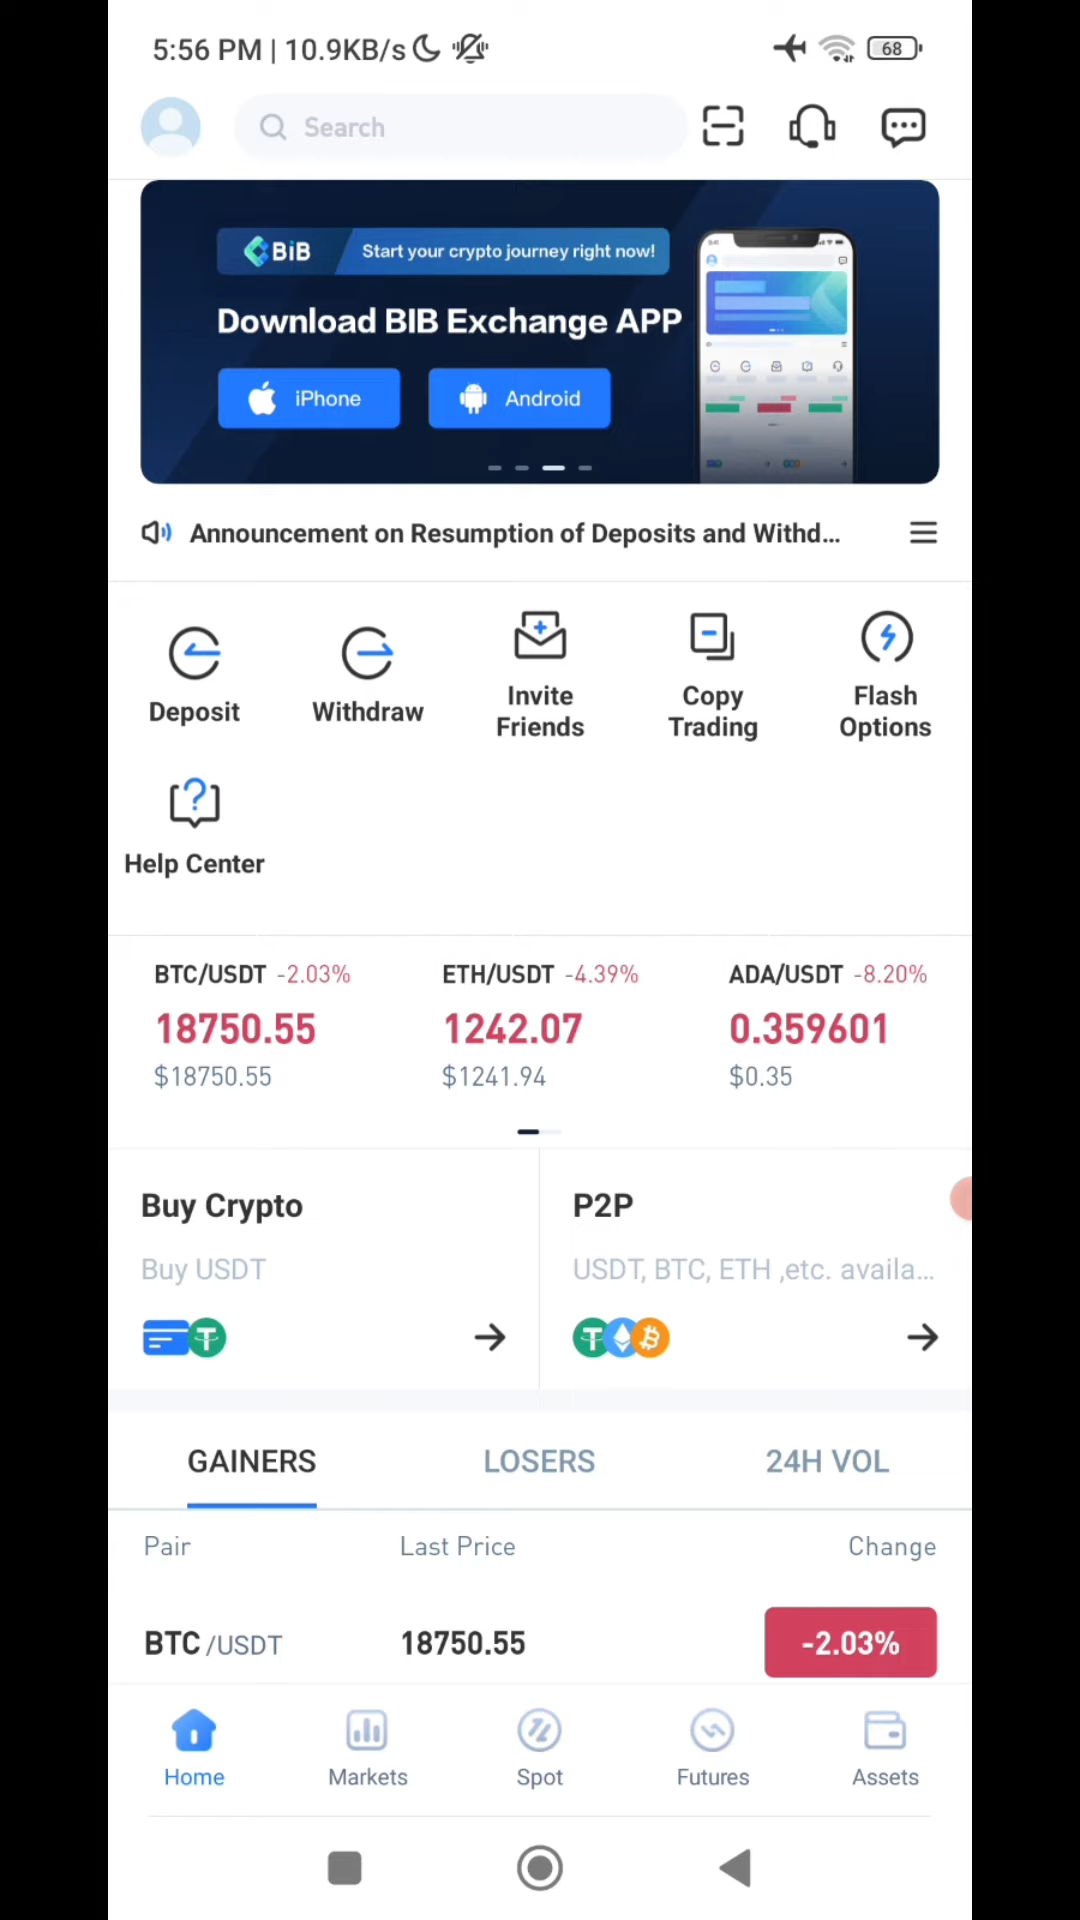 5:56 PM | 10.9KB/s
68
Search
BiB Start your crypto journey right now!
Download BIB Exchange APP
iPhone Android
Announcement on Resumption of Deposits and Withd...
Deposit
Withdraw
Invite
Friends
Copy
Trading
Flash
Options
Help Center
BTC/USDT -2.03% ETH/USDT -4.39% ADA/USDT -8.20%
18750.55 1242.07 0.359601
$18750.55 $1241.94 $0.35
Buy Crypto
Buy USDT
P2P
USDT, BTC, ETH ,etc. availa...
GAINERS LOSERS 24H VOL
Pair Last Price Change
BTC /USDT 18750.55 -2.03%
Home Markets Spot Futures Assets